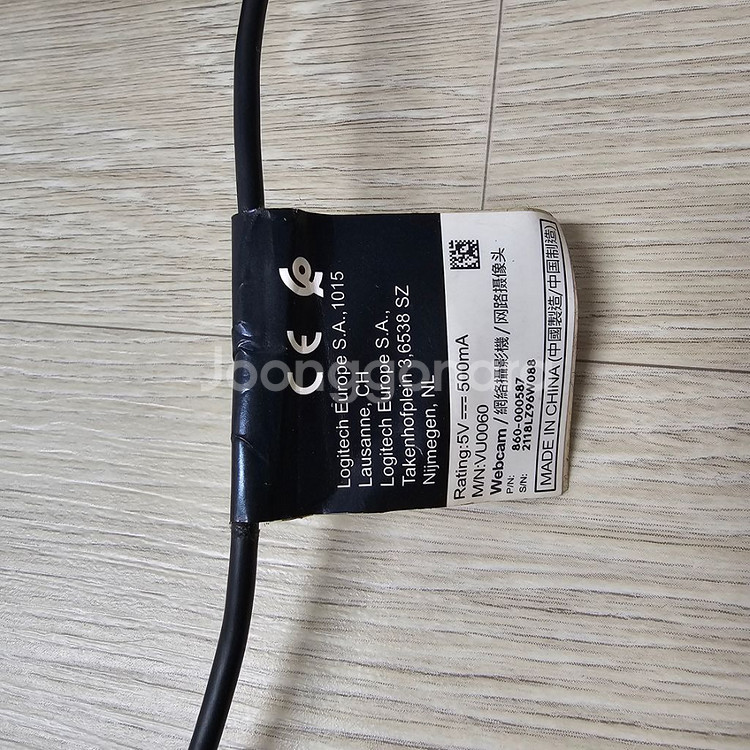 CE
Logitech Europe S.A.,1015
Lausanne, CH
Logitech Europe S.A.,
Takenhofplein 3,6538 SZ
Nijmegen, NL
Rating:5V⎓500mA
M/N:VU0060
Webcam/網絡攝影機/网路摄像头
P/N: 860-000587
S/N: 2118LZ96W088
MADE IN CHINA(中國製造/中国制造)
Joonggonara